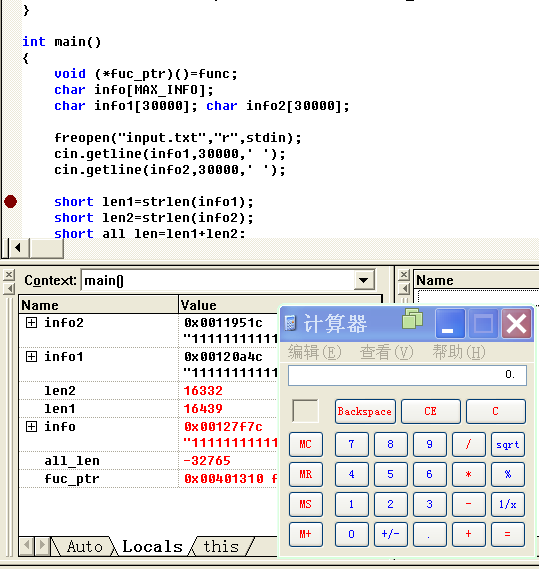 }
int main()
{
void (*fuc_ptr)()=func;
char info[MAX_INFO];
char info1[30000]; char info2[30000];
freopen("input.txt","r",stdin);
cin.getline(info1,30000,' ');
cin.getline(info2,30000,' ');
short len1=strlen(info1);
short len2=strlen(info2);
short all_len=len1+len2;
Context: main()
Name Value
Name
info2 0x0011951c
"11111111111
info1 0x00120a4c
"11111111111
len2 16332
len1 16439
info 0x00127f7c
"11111111111
all_len -32765
fuc_ptr 0x00401310 f
Auto Locals this
计算器
编辑(E) 查看(V) 帮助(H)
0.
Backspace CE C
MC 7 8 9 / sqrt
MR 4 5 6 * %
MS 1 2 3 - 1/x
M+ 0 +/- . + =